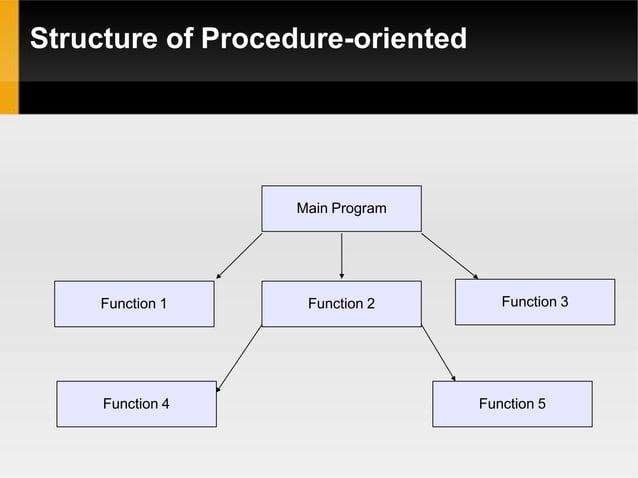 Structure of Procedure-oriented
Main Program
Function 1
Function 2
Function 3
Function 4
Function 5